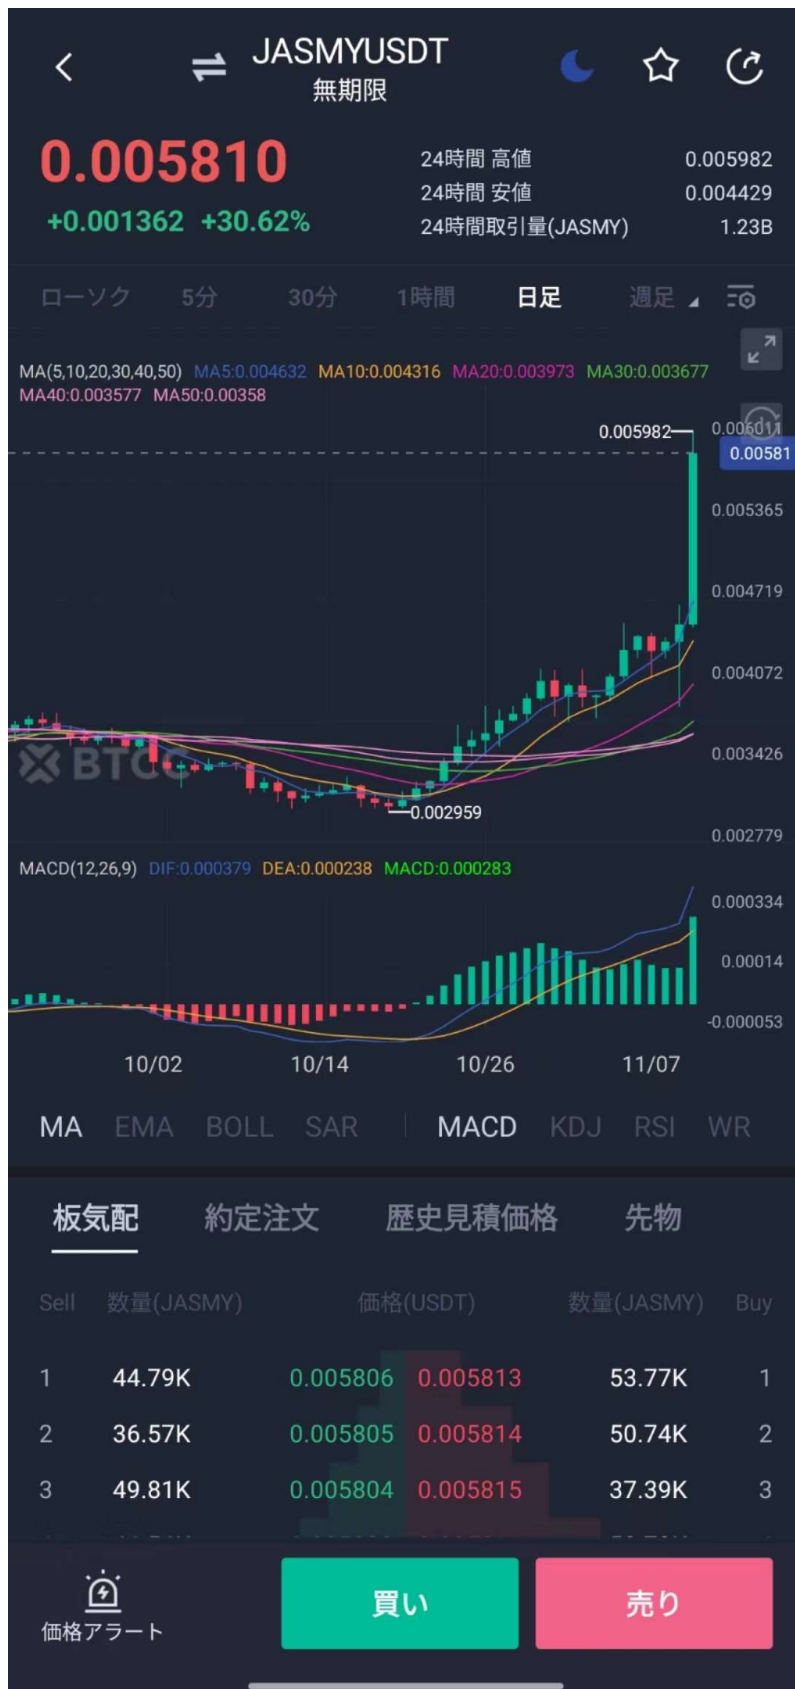 JASMYUSDT
無期限
0.005810
+0.001362 +30.62%
24時間 高値 0.005982
24時間 安値 0.004429
24時間取引量(JASMY) 1.23B
ローソク 5分 30分 1時間 日足 週足
MA(5,10,20,30,40,50) MA5:0.004632 MA10:0.004316 MA20:0.003973 MA30:0.003677
MA40:0.003577 MA50:0.00358
0.005982
0.006011
0.00581
0.005365
0.004719
0.004072
0.003426
BTCC
0.002959
0.002779
MACD(12,26,9) DIF:0.000379 DEA:0.000238 MACD:0.000283
0.000334
0.00014
-0.000053
10/02 10/14 10/26 11/07
MA EMA BOLL SAR MACD KDJ RSI WR
板気配 約定注文 歴史見積価格 先物
Sell 数量(JASMY) 価格(USDT) 数量(JASMY) Buy
1 44.79K 0.005806 0.005813 53.77K 1
2 36.57K 0.005805 0.005814 50.74K 2
3 49.81K 0.005804 0.005815 37.39K 3
価格アラート
買い
売り